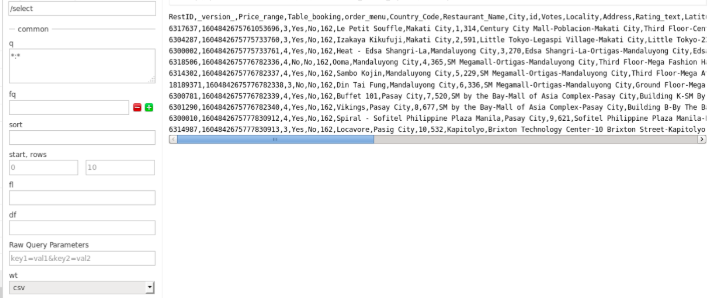 /select
common
q
*:*
fq
sort
start, rows
0 10
fl
df
Raw Query Parameters
key1=val1&key2=val2
wt
csv
RestID,_version_,Price_range,Table_booking,order_menu,Country_Code,Restaurant_Name,City,id,Votes,Locality,Address,Rating_text,Latit
6317637,1604842675761053696,3,Yes,No,162,Le Petit Souffle,Makati City,1,314,Century City Mall-Poblacion-Makati City,Third Floor-Cen
6304287,1604842675775733760,3,Yes,No,162,Izakaya Kikufuji,Makati City,2,591,Little Tokyo-Legaspi Village-Makati City,Little Tokyo-2
6300002,1604842675775733761,4,Yes,No,162,Heat - Edsa Shangri-La,Mandaluyong City,3,270,Edsa Shangri-La-Ortigas-Mandaluyong City,Eds
6318506,1604842675776782336,4,No,No,162,Ooma,Mandaluyong City,4,365,SM Megamall-Ortigas-Mandaluyong City,Third Floor-Mega Fashion H
6314302,1604842675776782337,4,Yes,No,162,Sambo Kojin,Mandaluyong City,5,229,SM Megamall-Ortigas-Mandaluyong City,Third Floor-Mega A
18189371,1604842675776782338,3,No,No,162,Din Tai Fung,Mandaluyong City,6,336,SM Megamall-Ortigas-Mandaluyong City,Ground Floor-Mega
6300781,1604842675776782339,4,Yes,No,162,Buffet 101,Pasay City,7,520,SM by the Bay-Mall of Asia Complex-Pasay City,Building K-SM By
6301290,1604842675776782340,4,Yes,No,162,Vikings,Pasay City,8,677,SM by the Bay-Mall of Asia Complex-Pasay City,Building B-By The B
6300010,1604842675777830912,4,Yes,No,162,Spiral - Sofitel Philippine Plaza Manila,Pasay City,9,621,Sofitel Philippine Plaza Manila-
6314987,1604842675777830913,3,Yes,No,162,Locavore,Pasig City,10,532,Kapitolyo,Brixton Technology Center-10 Brixton Street-Kapitolyo